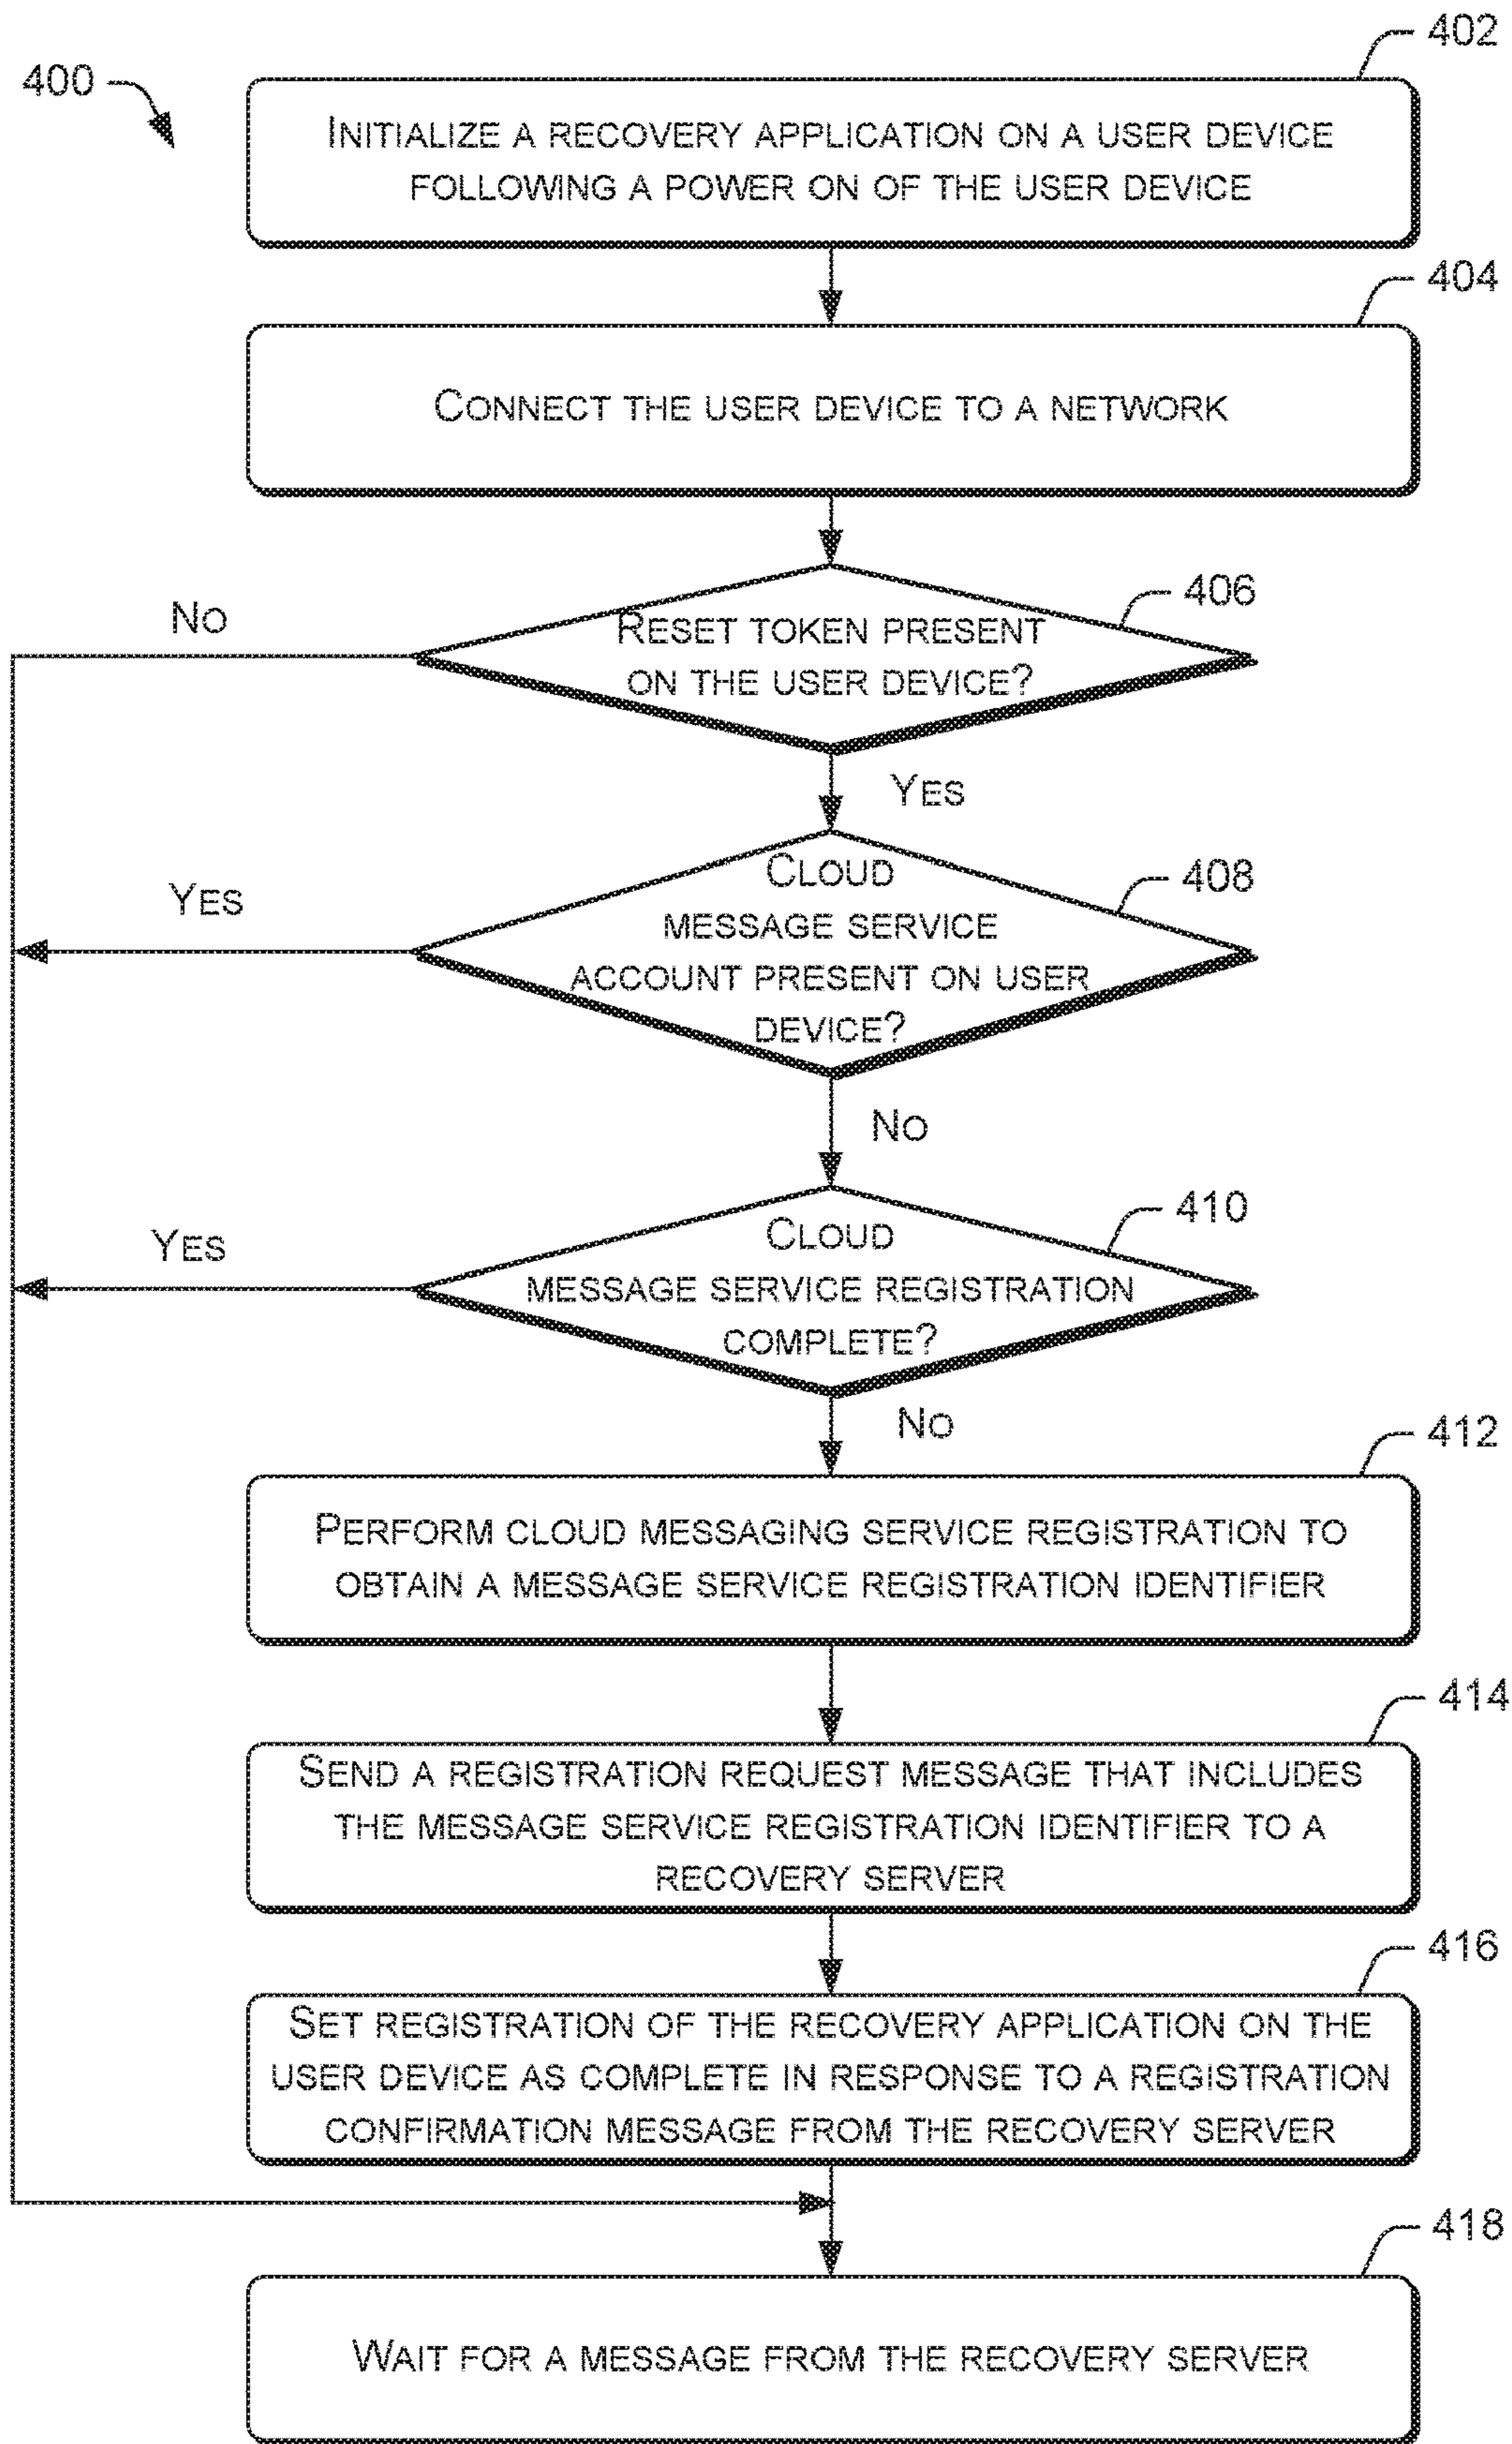 402
400
INITIALIZE A RECOVERY APPLICATION ON A USER DEVICE
FOLLOWING A POWER ON OF THE USER DEVICE
404
CONNECT THE USER DEVICE TO A NETWORK
406
NO
RESET TOKEN PRESENT
ON THE USER DEVICE?
YES
408
YES
CLOUD
MESSAGE SERVICE
ACCOUNT PRESENT ON USER
DEVICE?
NO
410
YES
CLOUD
MESSAGE SERVICE REGISTRATION
COMPLETE?
NO
412
PERFORM CLOUD MESSAGING SERVICE REGISTRATION TO
OBTAIN A MESSAGE SERVICE REGISTRATION IDENTIFIER
414
SEND A REGISTRATION REQUEST MESSAGE THAT INCLUDES
THE MESSAGE SERVICE REGISTRATION IDENTIFIER TO A
RECOVERY SERVER
416
SET REGISTRATION OF THE RECOVERY APPLICATION ON THE
USER DEVICE AS COMPLETE IN RESPONSE TO A REGISTRATION
CONFIRMATION MESSAGE FROM THE RECOVERY SERVER
418
WAIT FOR A MESSAGE FROM THE RECOVERY SERVER